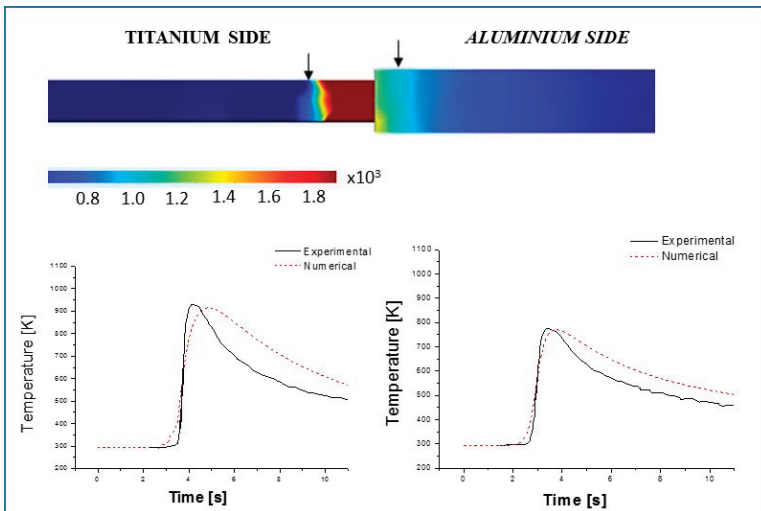 TITANIUM SIDE
ALUMINIUM SIDE
0.8 1.0 1.2 1.4 1.6 1.8 x10³
Experimental
Numerical
1100
1000
900
800
700
600
500
400
300
200
Temperature [K]
0 2 4 6 8 10
Time [s]
Experimental
Numerical
1100
1000
900
800
700
600
500
400
300
200
Temperature [K]
0 2 4 6 8 10
Time [s]